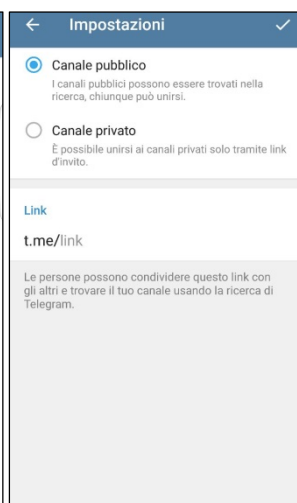 Impostazioni
Canale pubblico
I canali pubblici possono essere trovati nella
ricerca, chiunque può unirsi.
Canale privato
È possibile unirsi ai canali privati solo tramite link
d'invito.
Link
t.me/link
Le persone possono condividere questo link con
gli altri e trovare il tuo canale usando la ricerca di
Telegram.